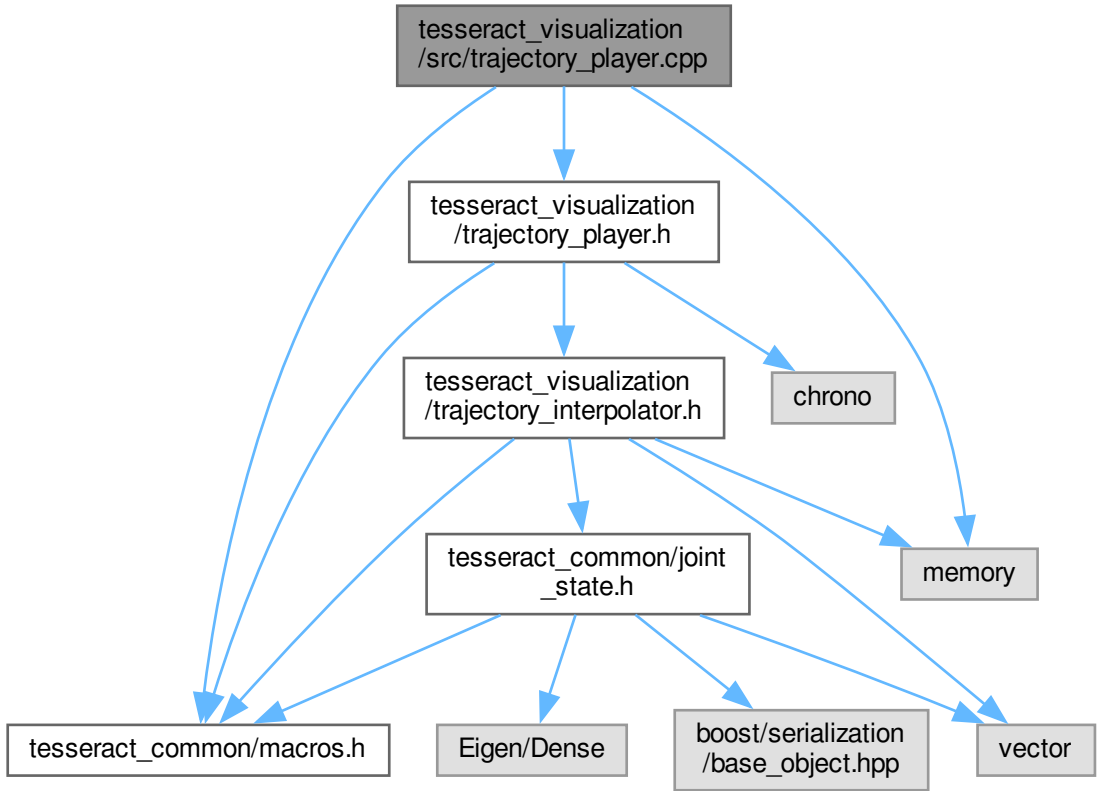 tesseract_visualization
/src/trajectory_player.cpp
tesseract_visualization
/trajectory_player.h
tesseract_visualization
/trajectory_interpolator.h
chrono
tesseract_common/joint
_state.h
memory
tesseract_common/macros.h
Eigen/Dense
boost/serialization
/base_object.hpp
vector